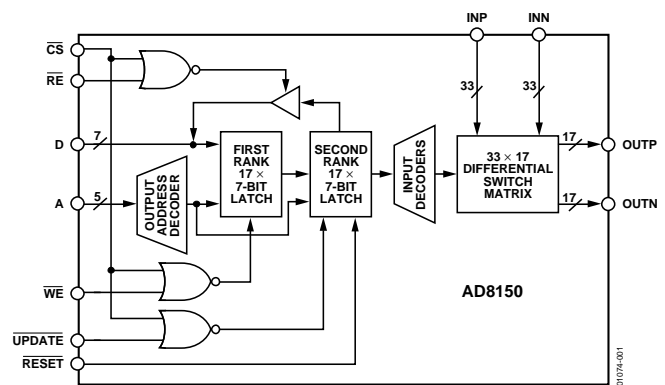 INP INN
CS
RE
33 33
D 7
FIRST
RANK
17 ×
7-BIT
LATCH
SECOND
RANK
17 ×
7-BIT
LATCH
INPUT
DECODERS
33 × 17
DIFFERENTIAL
SWITCH
MATRIX
17 OUTP
17 OUTN
A 5
OUTPUT
ADDRESS
DECODER
WE
AD8150
UPDATE
RESET
01074-001